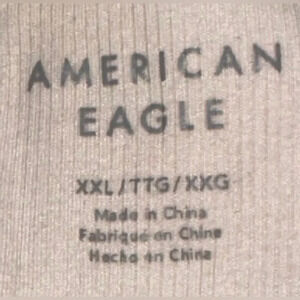 AMERICAN
EAGLE
XXL/TTG/XXG
Made in China
Fabriqué en Chine
Hecho en China